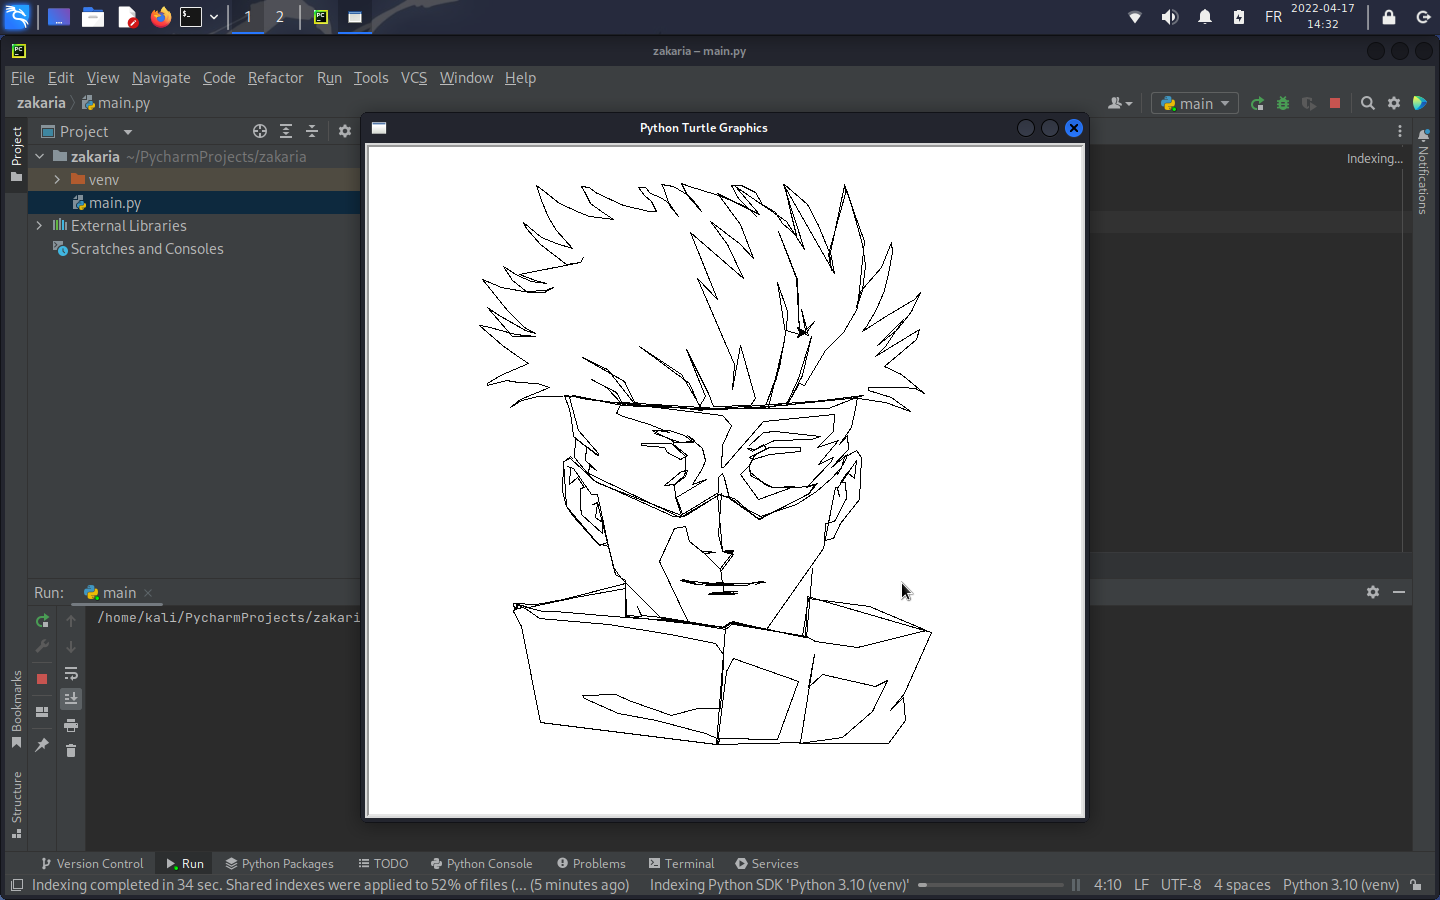 1
2
FR
2022-04-17
14:32
zakaria – main.py
File Edit View Navigate Code Refactor Run Tools VCS Window Help
zakaria
main.py
main
Project
Project
Python Turtle Graphics
Indexing...
Notifications
zakaria ~/PycharmProjects/zakaria
venv
main.py
External Libraries
Scratches and Consoles
Run: main
/home/kali/PycharmProjects/zakari
Bookmarks
Structure
Version Control Run Python Packages TODO Python Console Problems Terminal Services
Indexing completed in 34 sec. Shared indexes were applied to 52% of files (... (5 minutes ago) Indexing Python SDK 'Python 3.10 (venv)' 4:10 LF UTF-8 4 spaces Python 3.10 (venv)